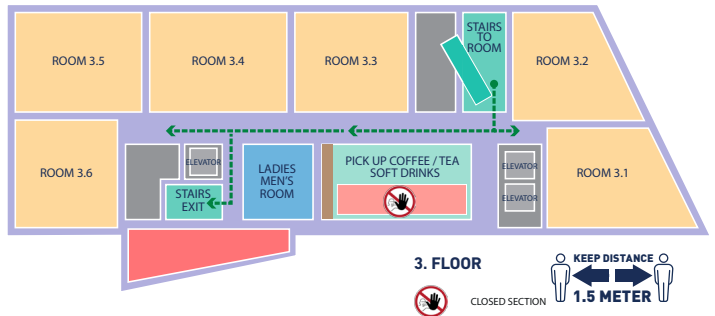 ROOM 3.5
ROOM 3.4
ROOM 3.3
STAIRS
TO
ROOM
ROOM 3.2
ROOM 3.6
ELEVATOR
STAIRS
EXIT
LADIES
MEN'S
ROOM
PICK UP COFFEE / TEA
SOFT DRINKS
ELEVATOR
ELEVATOR
ROOM 3.1
3. FLOOR
CLOSED SECTION
KEEP DISTANCE
1.5 METER